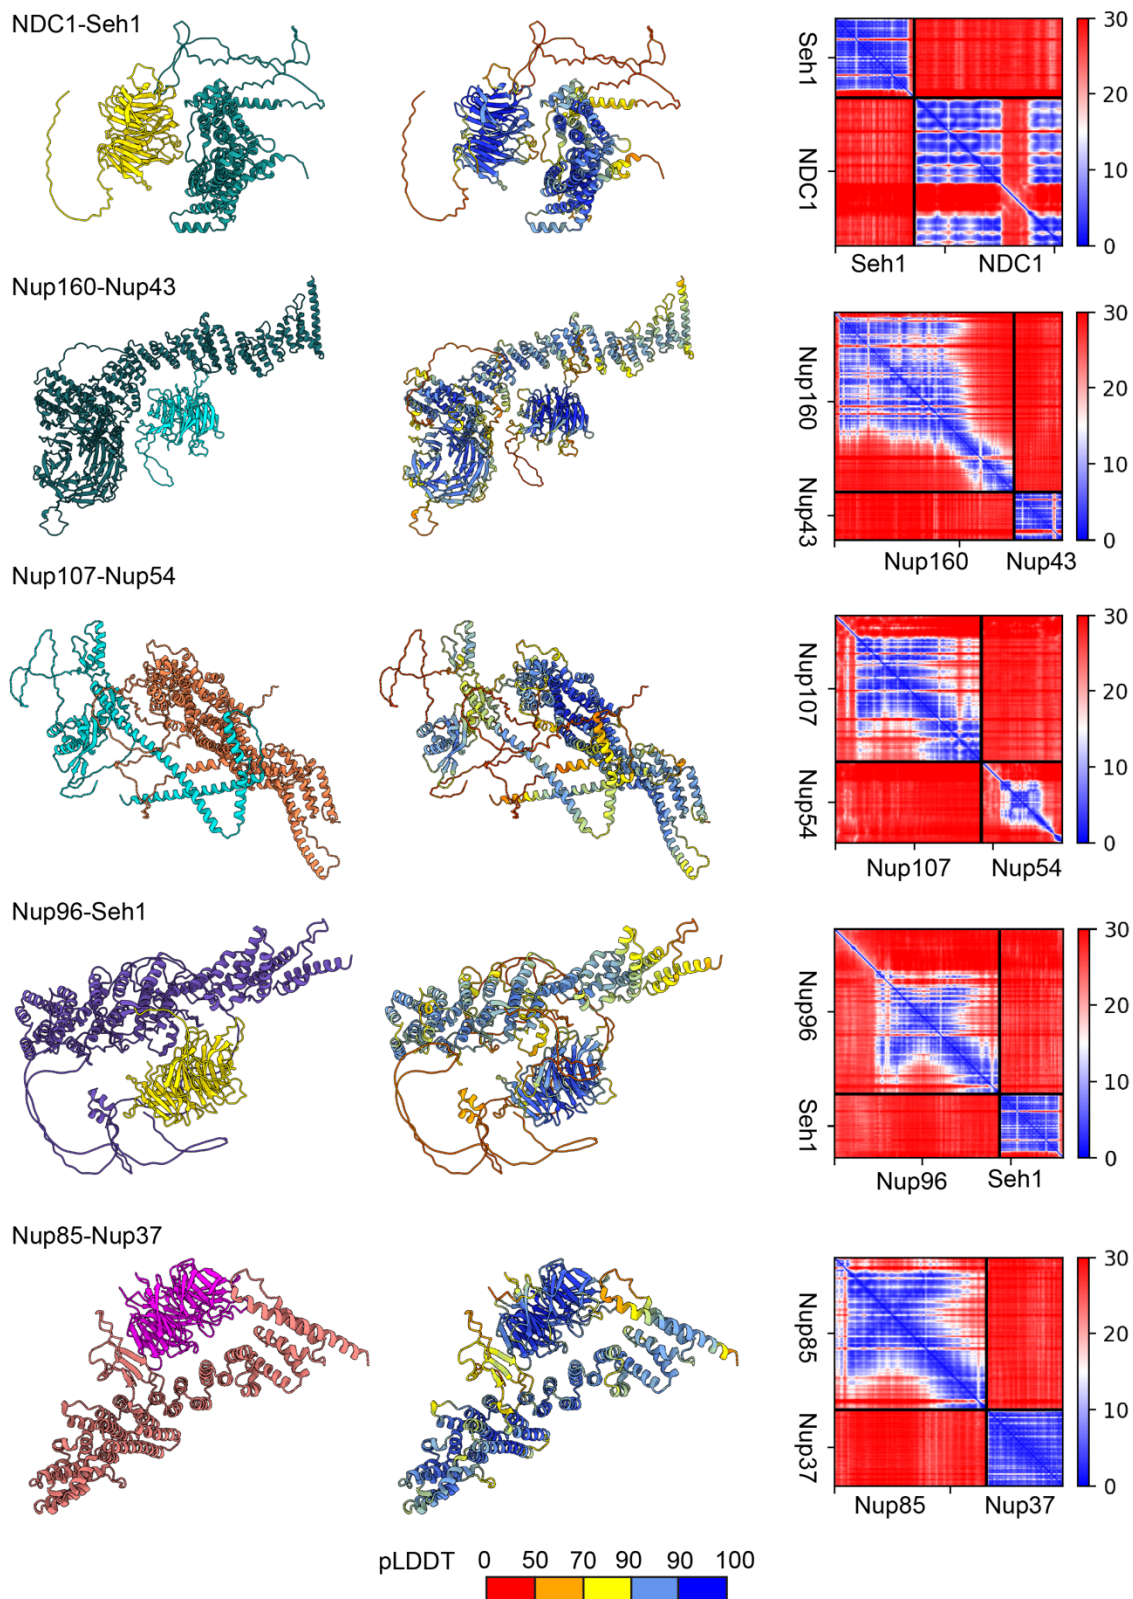 NDC1-Seh1
Seh1
NDC1
30
20
10
0
Seh1 NDC1
Nup160-Nup43
Nup160
Nup43
30
20
10
0
Nup160 Nup43
Nup107-Nup54
Nup107
Nup54
30
20
10
0
Nup107 Nup54
Nup96-Seh1
Nup96
Seh1
30
20
10
0
Nup96 Seh1
Nup85-Nup37
Nup85
Nup37
30
20
10
0
Nup85 Nup37
pLDDT 0 50 70 90 90 100